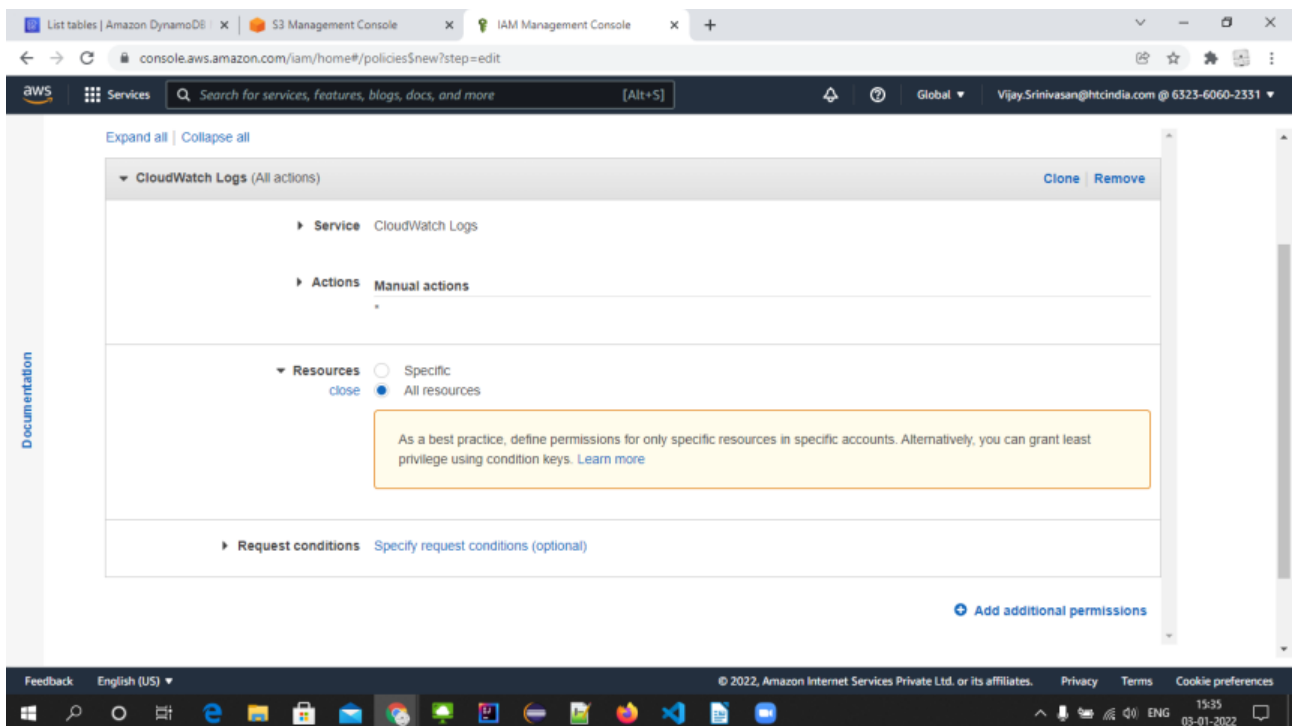 List tables | Amazon DynamoDB
S3 Management Console
IAM Management Console
console.aws.amazon.com/iam/home#/policies$new?step=edit
aws
Services
Search for services, features, blogs, docs, and more
[Alt+S]
Global
Vijay.Srinivasan@htcindia.com @ 6323-6060-2331
Expand all | Collapse all
CloudWatch Logs (All actions)
Clone | Remove
Service CloudWatch Logs
Actions Manual actions
*
Resources Specific
close All resources
As a best practice, define permissions for only specific resources in specific accounts. Alternatively, you can grant least
privilege using condition keys. Learn more
Request conditions Specify request conditions (optional)
Add additional permissions
Documentation
Feedback English (US)
© 2022, Amazon Internet Services Private Ltd. or its affiliates. Privacy Terms Cookie preferences
ENG
15:35
03-01-2022